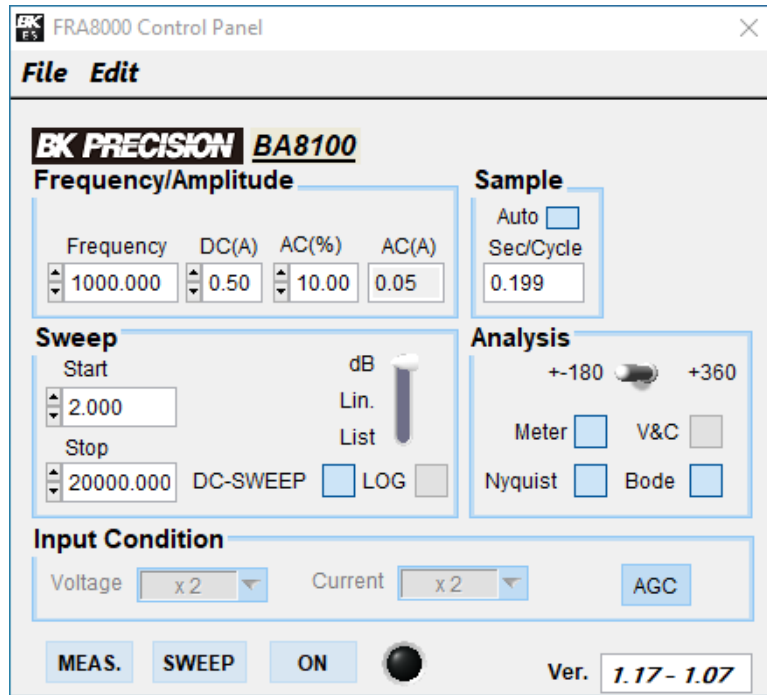 BK ES FRA8000 Control Panel
File Edit
BK PRECISION BA8100
Frequency/Amplitude
Frequency DC(A) AC(%) AC(A)
1000.000 0.50 10.00 0.05
Sample
Auto
Sec/Cycle
0.199
Sweep
Start
2.000
Stop
20000.000
dB
Lin.
List
DC-SWEEP LOG
Analysis
+-180 +360
Meter V&C
Nyquist Bode
Input Condition
Voltage x 2 Current x 2 AGC
MEAS. SWEEP ON Ver. 1.17 - 1.07